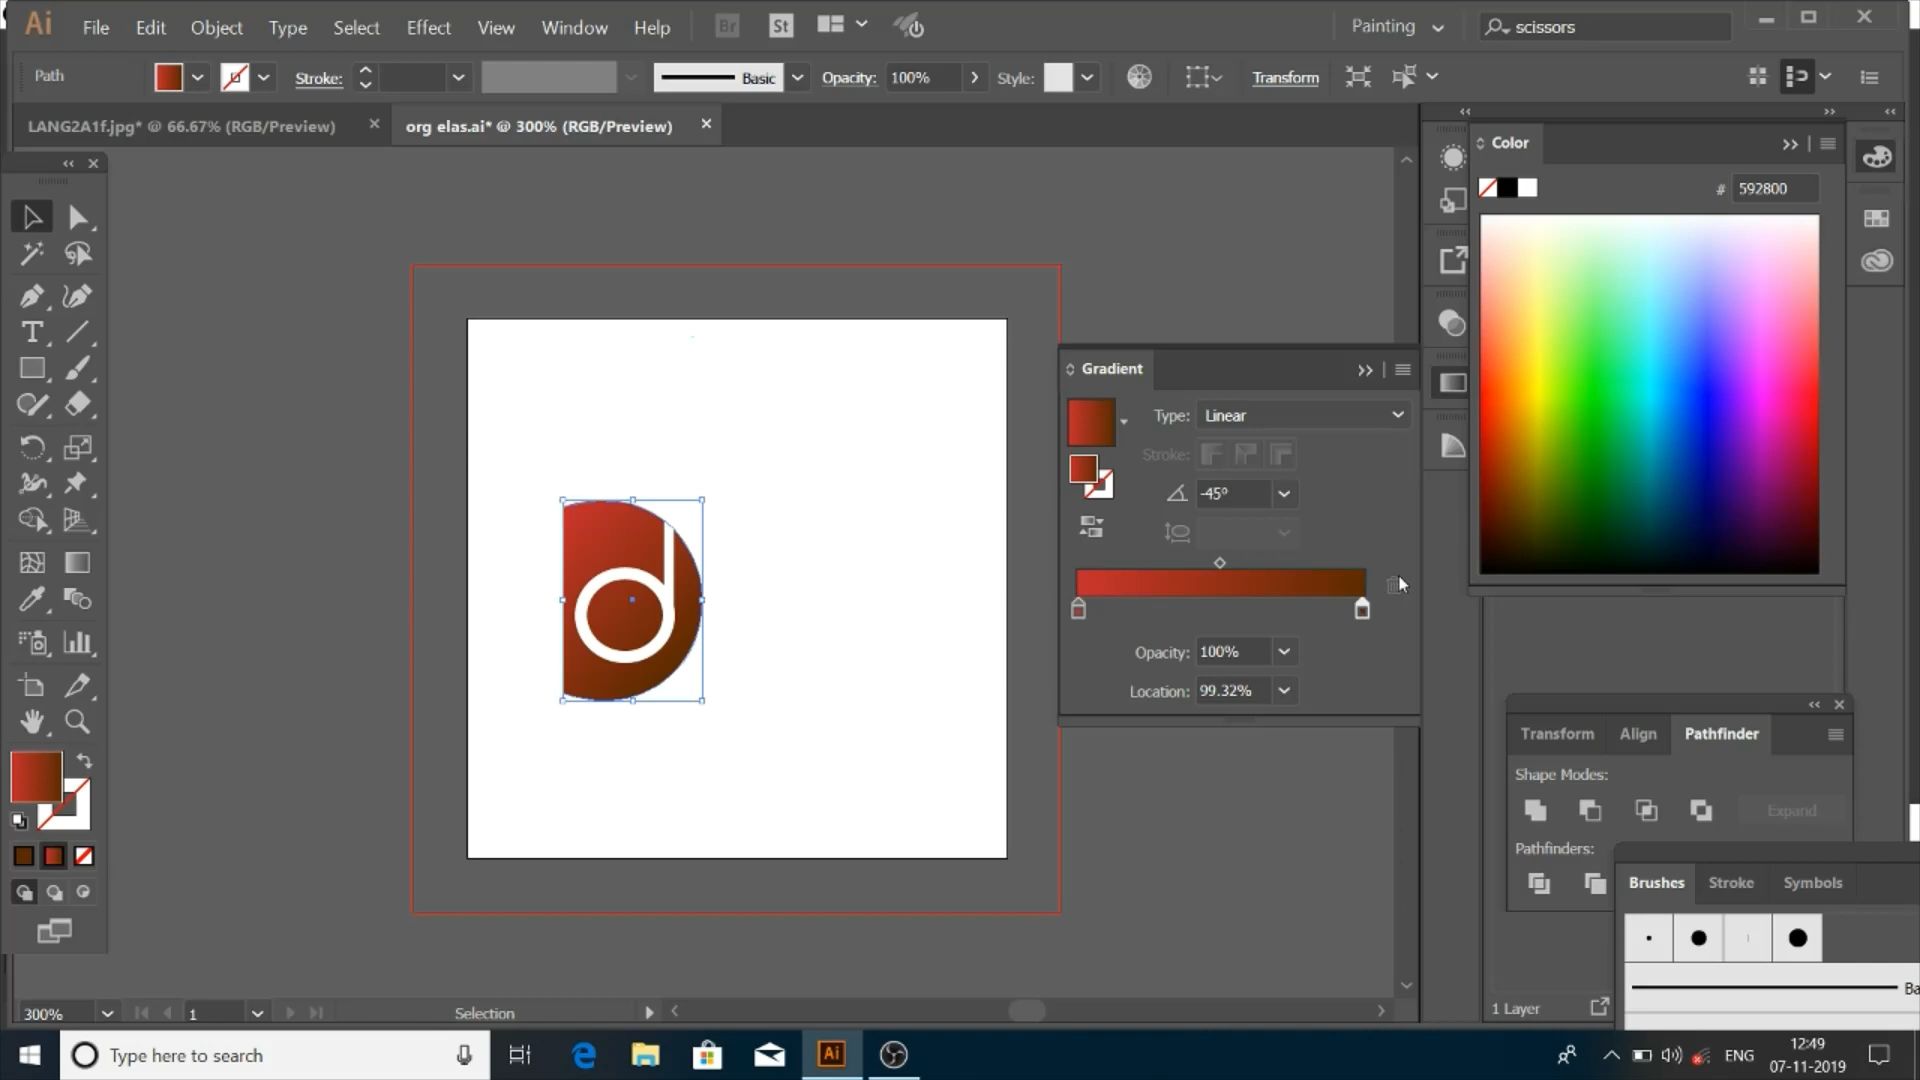 Ai File Edit Object Type Select Effect View Window Help Br St Painting scissors
Path Stroke: Basic Opacity: 100% Style: Transform
LANG2A1f.jpg* @ 66.67% (RGB/Preview) org elas.ai* @ 300% (RGB/Preview)
Color
# 592800
Gradient
Type: Linear
Stroke:
-45°
Opacity: 100%
Location: 99.32%
d
Transform Align Pathfinder
Shape Modes:
Expand
Pathfinders:
Brushes Stroke Symbols
Ba
1 Layer
300% 1 Selection
Type here to search
Ai
ENG
12:49
07-11-2019